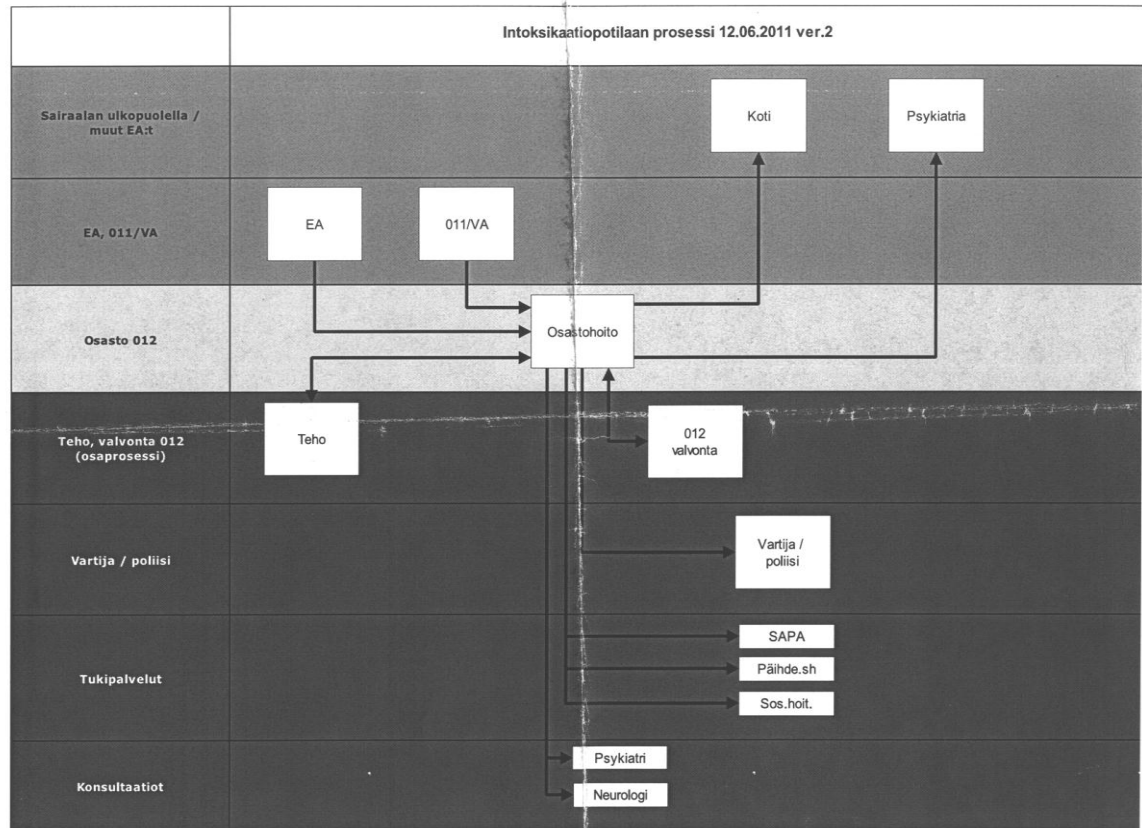 Intoksikaatiopotilaan prosessi 12.06.2011 ver.2
Sairaalan ulkopuolella /
muut EA:t
Koti
Psykiatria
EA, 011/VA
EA
011/VA
Osasto 012
Osastohoito
Teho, valvonta 012
(osaprosessi)
Teho
012
valvonta
Vartija / poliisi
Vartija /
poliisi
Tukipalvelut
SAPA
Päihde.sh
Sos.hoit.
Konsultaatiot
Psykiatri
Neurologi